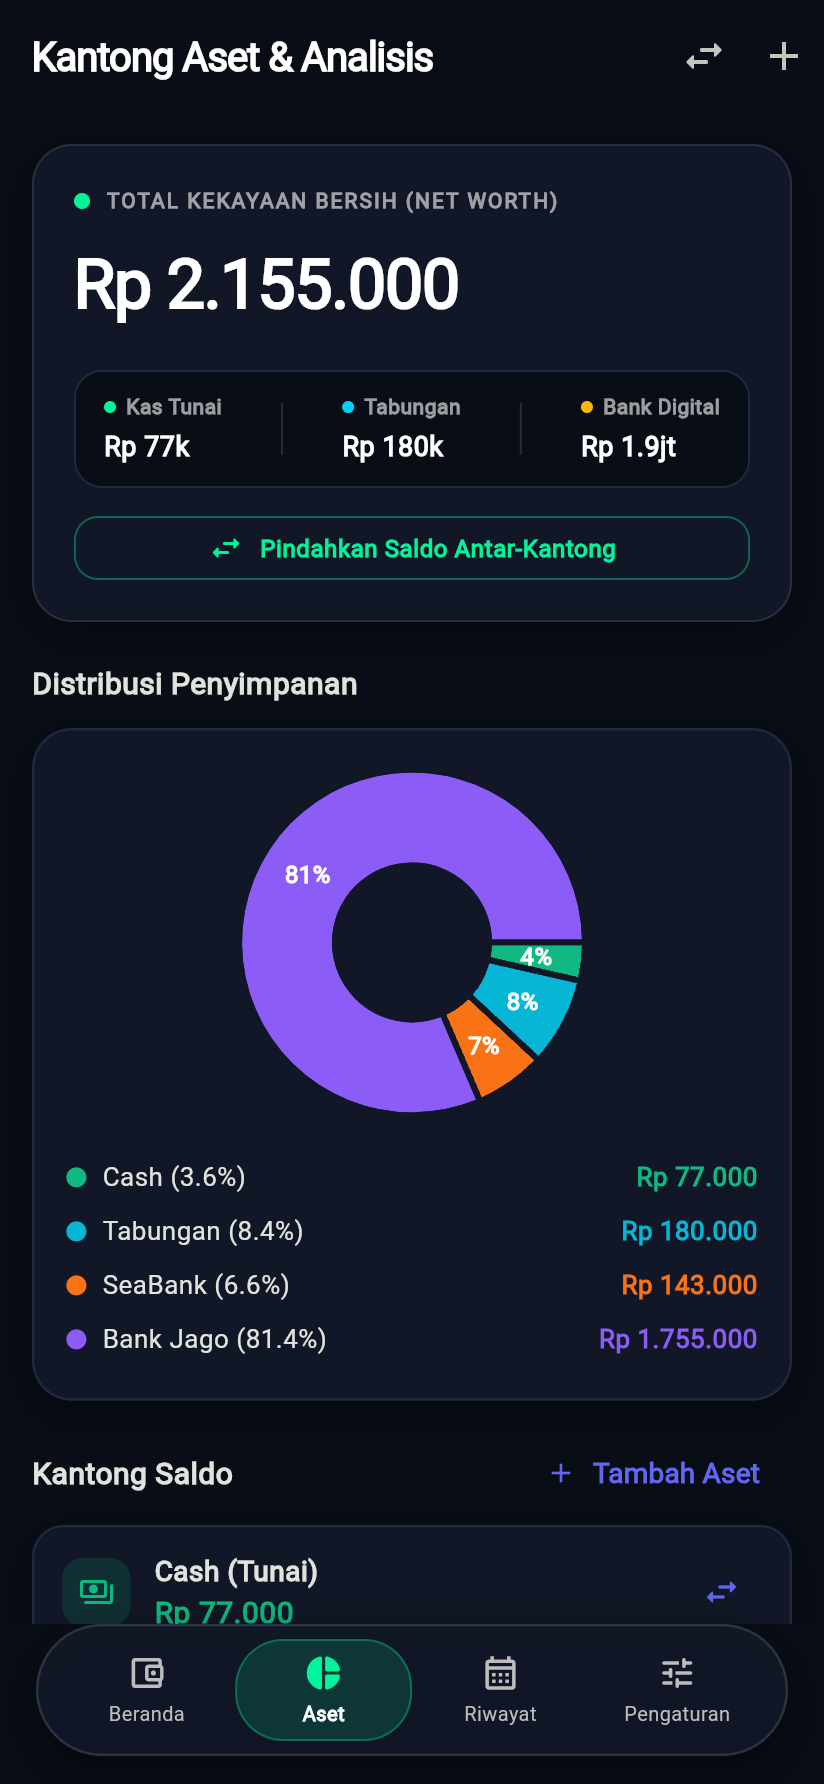 Kantong Aset & Analisis
TOTAL KEKAYAAN BERSIH (NET WORTH)
Rp 2.155.000
Kas Tunai
Rp 77k
Tabungan
Rp 180k
Bank Digital
Rp 1.9jt
Pindahkan Saldo Antar-Kantong
Distribusi Penyimpanan
81%
4%
8%
7%
Cash (3.6%) Rp 77.000
Tabungan (8.4%) Rp 180.000
SeaBank (6.6%) Rp 143.000
Bank Jago (81.4%) Rp 1.755.000
Kantong Saldo
+ Tambah Aset
Cash (Tunai)
Rp 77.000
Beranda
Aset
Riwayat
Pengaturan